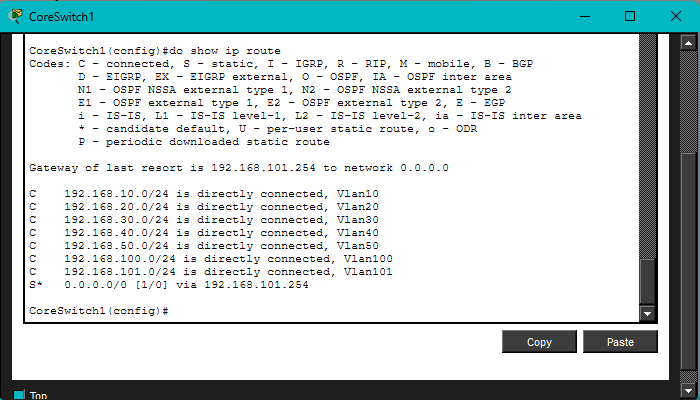 CoreSwitch1
CoreSwitch1(config)#do show ip route
Codes: C - connected, S - static, I - IGRP, R - RIP, M - mobile, B - BGP
       D - EIGRP, EX - EIGRP external, O - OSPF, IA - OSPF inter area
       N1 - OSPF NSSA external type 1, N2 - OSPF NSSA external type 2
       E1 - OSPF external type 1, E2 - OSPF external type 2, E - EGP
       i - IS-IS, L1 - IS-IS level-1, L2 - IS-IS level-2, ia - IS-IS inter area
       * - candidate default, U - per-user static route, o - ODR
       P - periodic downloaded static route
Gateway of last resort is 192.168.101.254 to network 0.0.0.0
C    192.168.10.0/24 is directly connected, Vlan10
C    192.168.20.0/24 is directly connected, Vlan20
C    192.168.30.0/24 is directly connected, Vlan30
C    192.168.40.0/24 is directly connected, Vlan40
C    192.168.50.0/24 is directly connected, Vlan50
C    192.168.100.0/24 is directly connected, Vlan100
C    192.168.101.0/24 is directly connected, Vlan101
S*   0.0.0.0/0 [1/0] via 192.168.101.254
CoreSwitch1(config)#
Copy Paste
Top